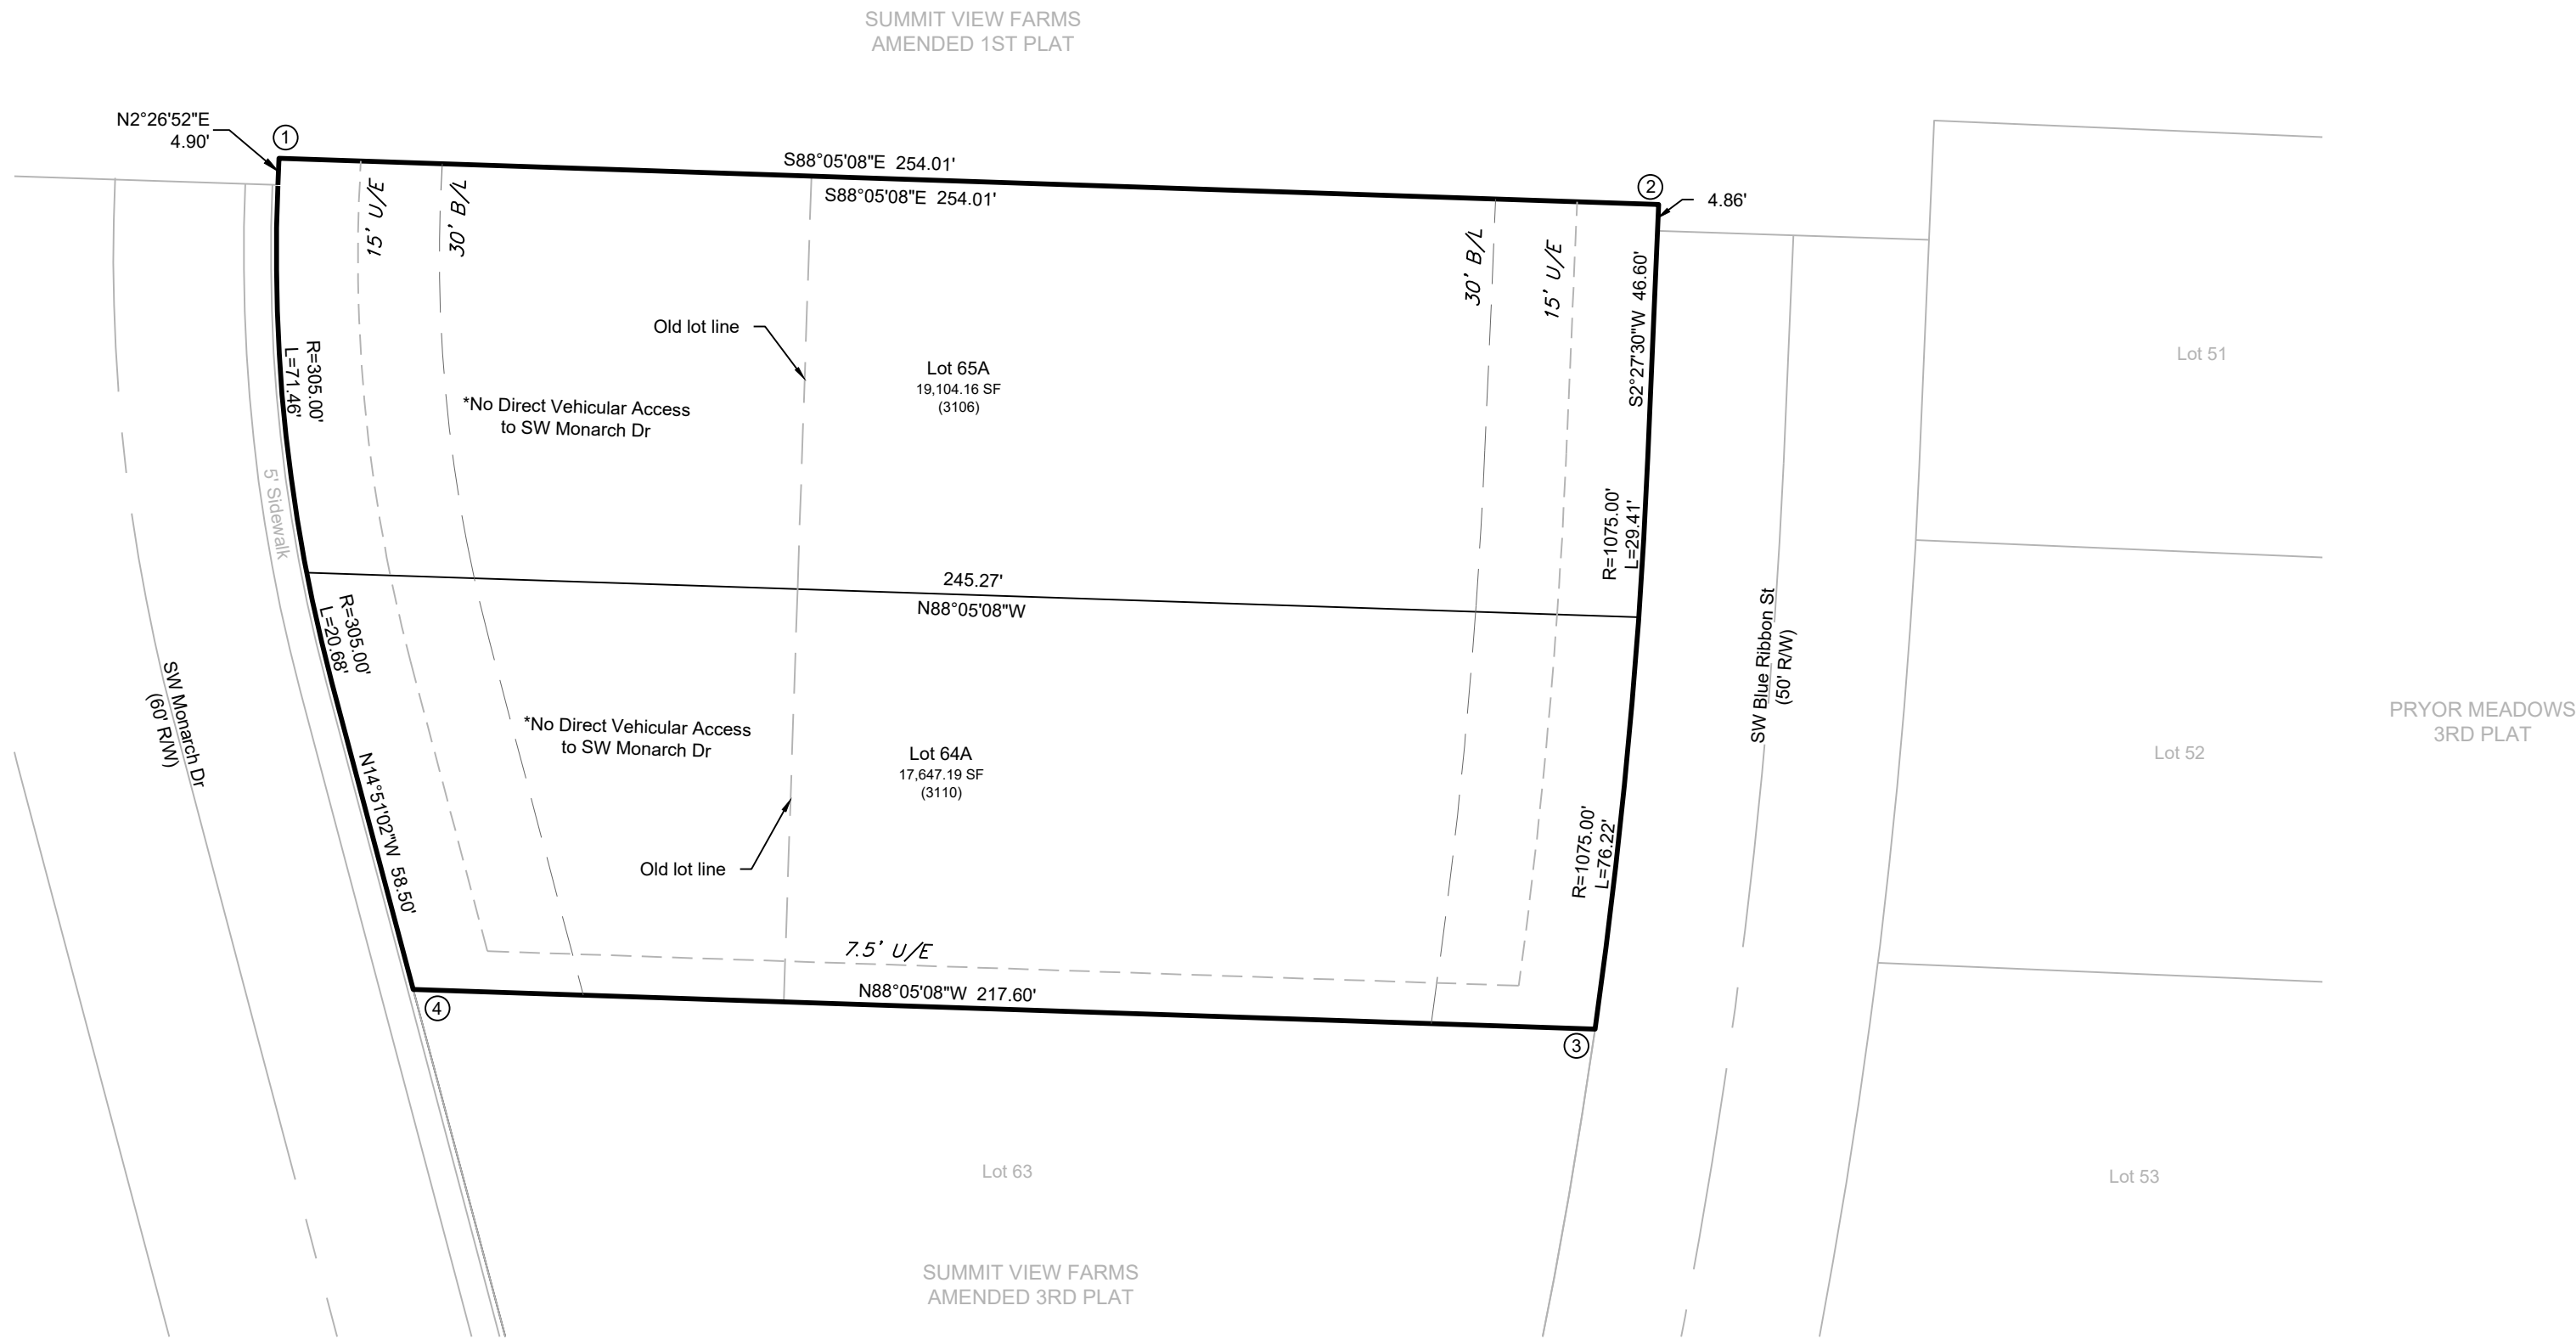 SUMMIT VIEW FARMS
AMENDED 1ST PLAT
N2°26'52"E
4.90'
1
S88°05'08"E 254.01'
S88°05'08"E 254.01'
2
4.86'
15' U/E
30' B/L
30' B/L
15' U/E
S2°27'30"W 46.60'
Old lot line
R=305.00'
L=71.46'
Lot 65A
19,104.16 SF
(3106)
*No Direct Vehicular Access
to SW Monarch Dr
Lot 51
5' Sidewalk
R=1075.00'
L=29.41'
245.27'
N88°05'08"W
R=305.00'
L=20.68'
SW Monarch Dr
(60' R/W)
SW Blue Ribbon St
(50' R/W)
*No Direct Vehicular Access
to SW Monarch Dr
Lot 64A
17,647.19 SF
(3110)
Lot 52
PRYOR MEADOWS
3RD PLAT
N14°51'02"W 58.50'
R=1075.00'
L=76.22'
Old lot line
7.5' U/E
N88°05'08"W 217.60'
4
3
Lot 63
Lot 53
SUMMIT VIEW FARMS
AMENDED 3RD PLAT